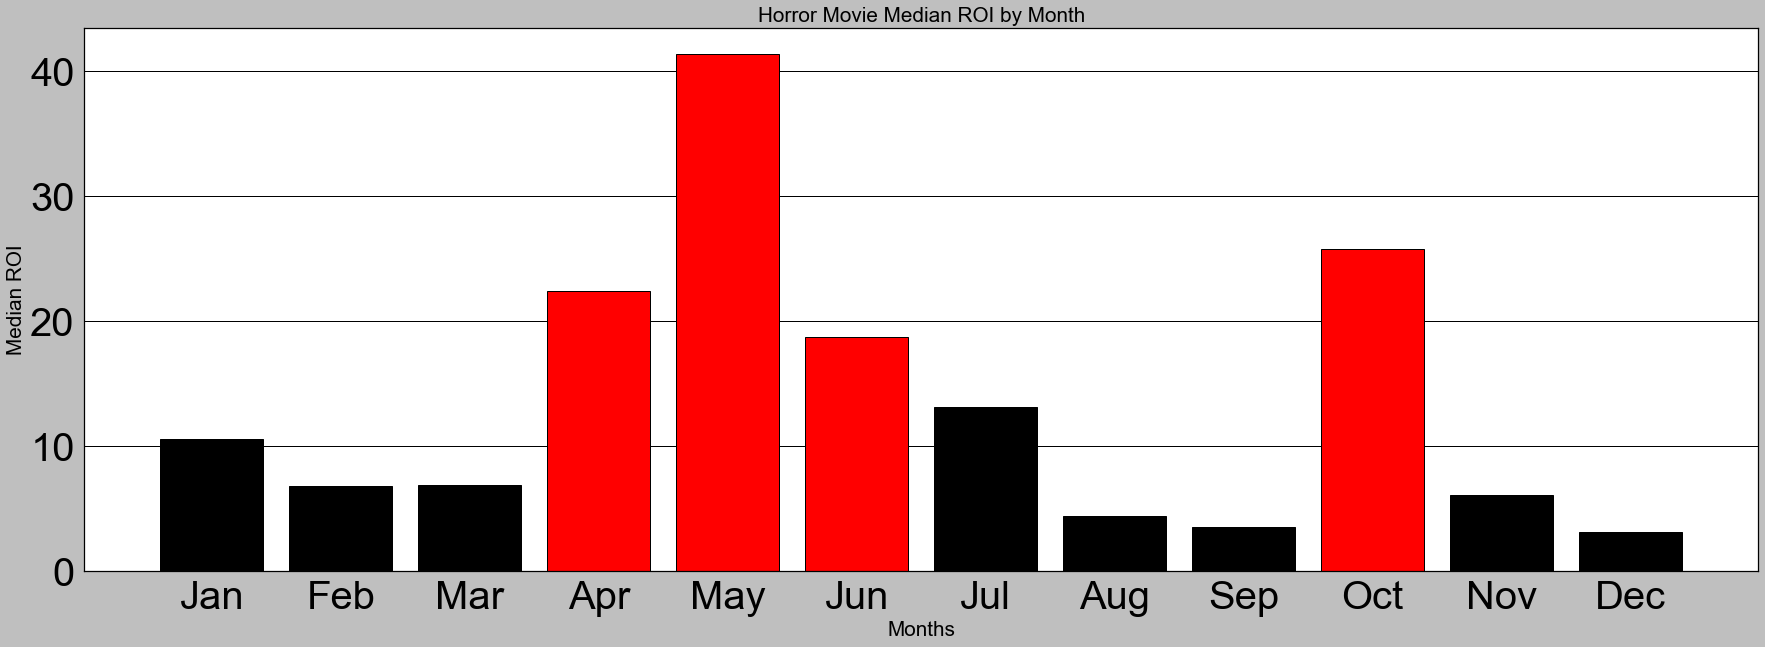 Horror Movie Median ROI by Month
Median ROI
40
30
20
10
0
Jan Feb Mar Apr May Jun Jul Aug Sep Oct Nov Dec
Months